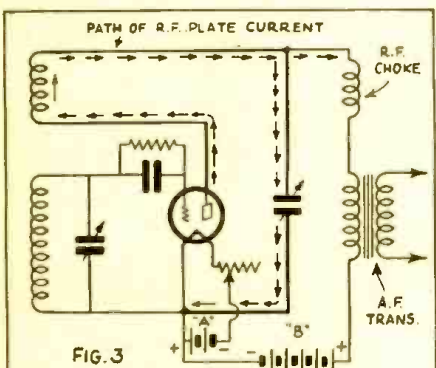 PATH OF R.F. PLATE CURRENT
R.F.
CHOKE
A.F.
TRANS.
"A"
+ -
"B"
- +
FIG. 3